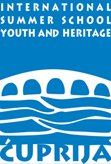 INTERNATIONAL
SUMMER SCHOOL
YOUTH AND HERITAGE
ĆUPRIJA